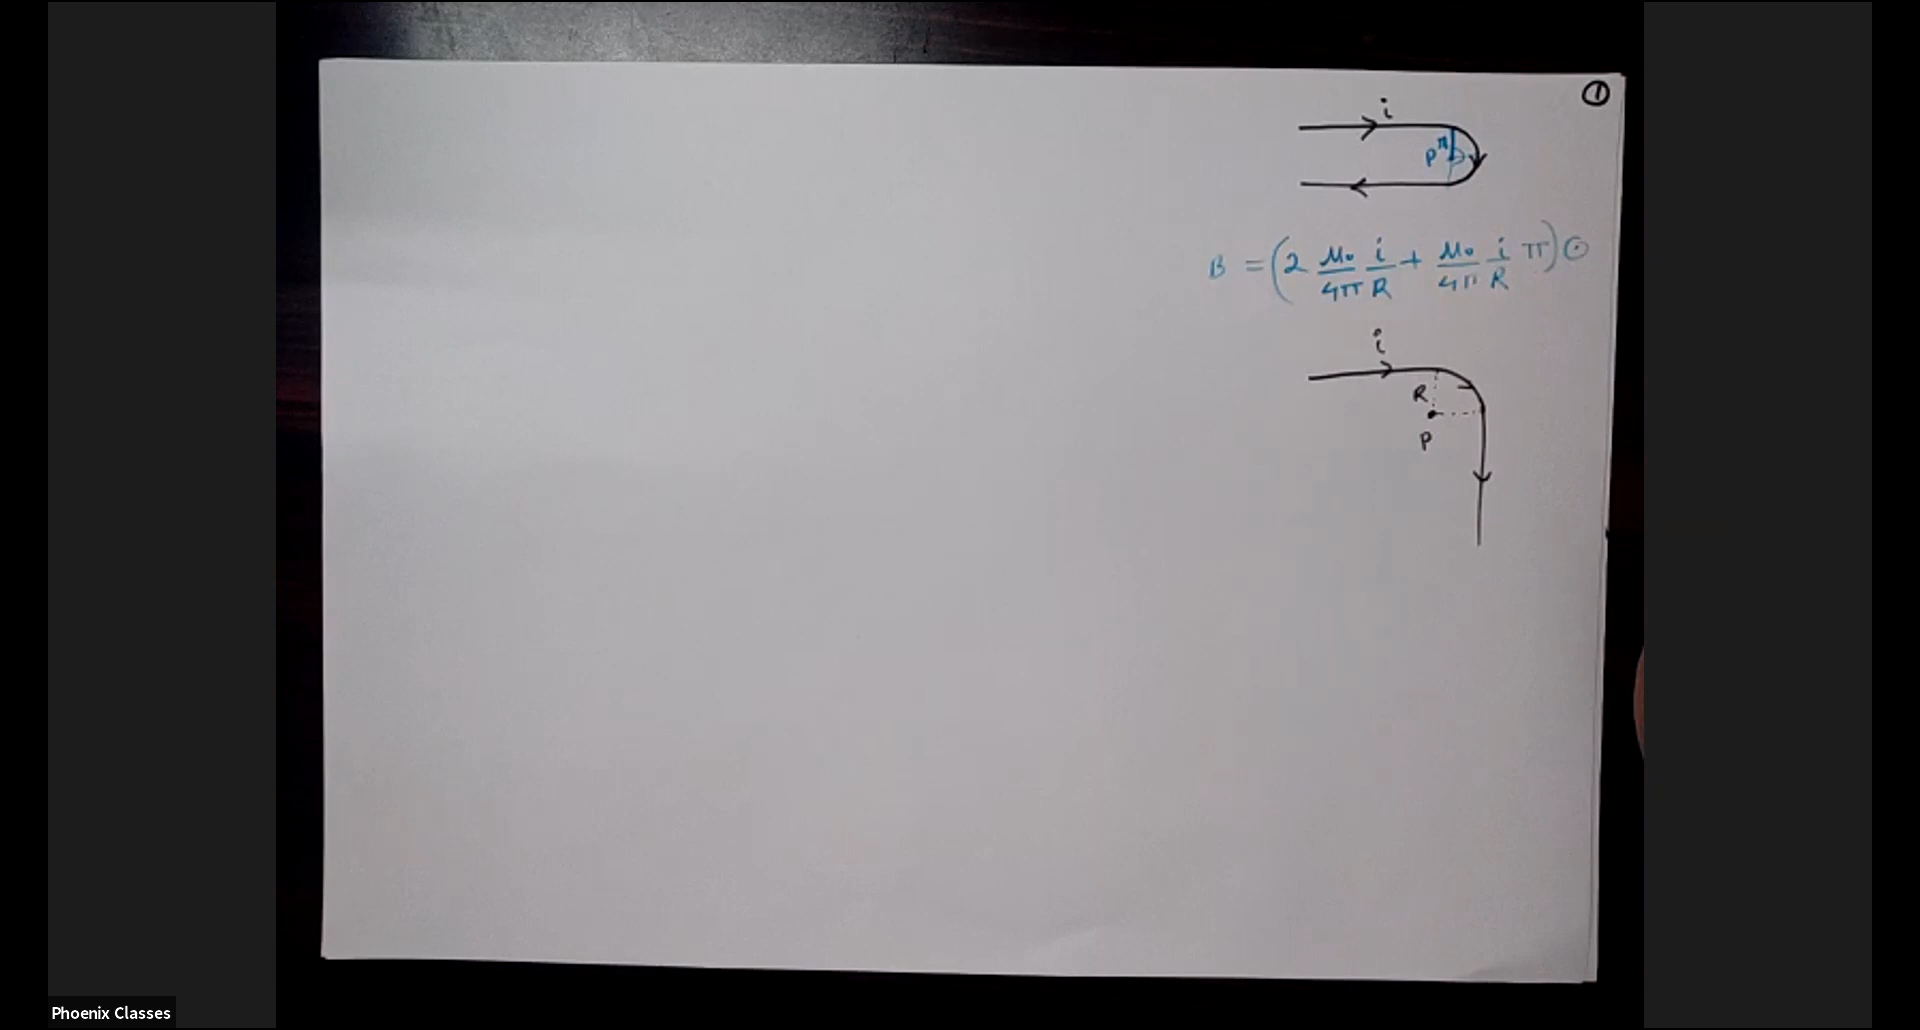 ①
i
P π
B = (2 μ₀/4π i/R + μ₀/4π i/R π) ⊙
i
R
P
Phoenix Classes